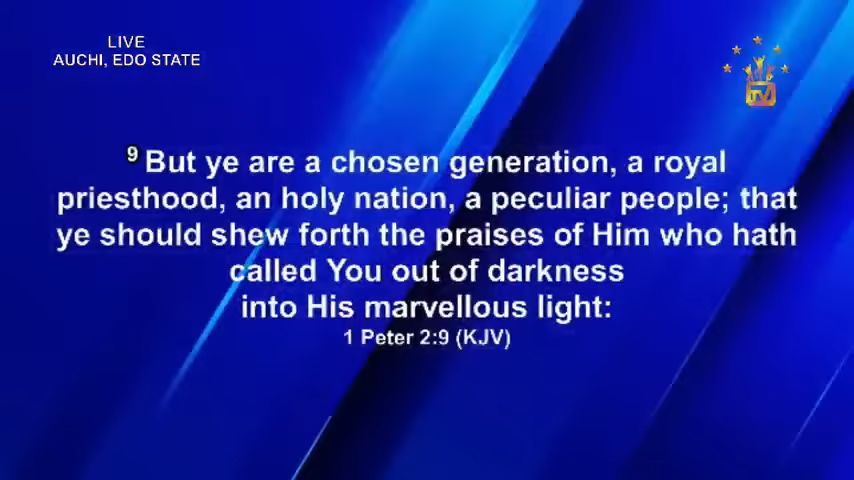 LIVE
AUCHI, EDO STATE
TV
9 But ye are a chosen generation, a royal
priesthood, an holy nation, a peculiar people; that
ye should shew forth the praises of Him who hath
called You out of darkness
into His marvellous light:
1 Peter 2:9 (KJV)